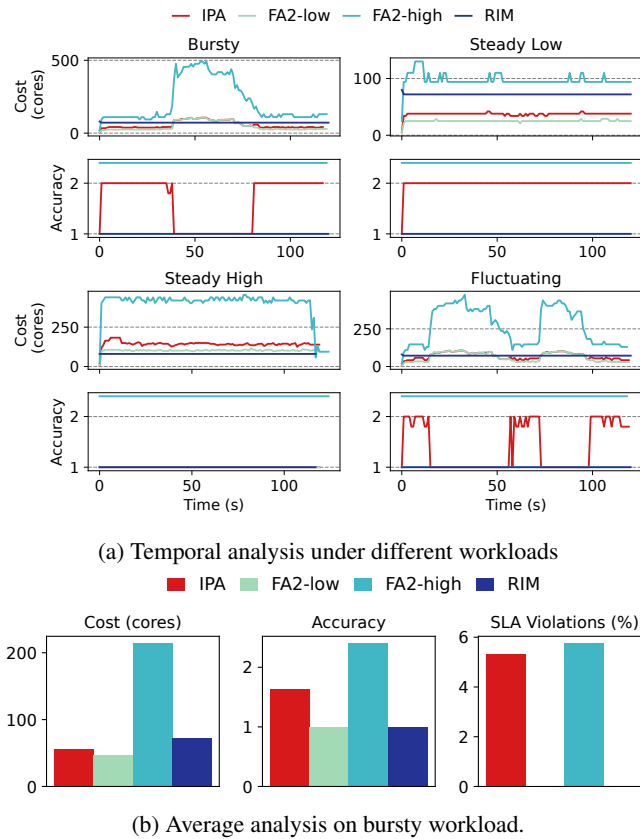 IPA FA2-low FA2-high RIM
Bursty Steady Low
Cost
(cores)
500
0
100
0
Accuracy
2
1
2
1
0 50 100 0 50 100
Steady High Fluctuating
Cost
(cores)
250
0
250
0
Accuracy
2
1
2
1
0 50 100 0 50 100
Time (s) Time (s)
(a) Temporal analysis under different workloads
IPA FA2-low FA2-high RIM
Cost (cores) Accuracy SLA Violations (%)
200
100
0
2
1
0
6
4
2
0
(b) Average analysis on bursty workload.